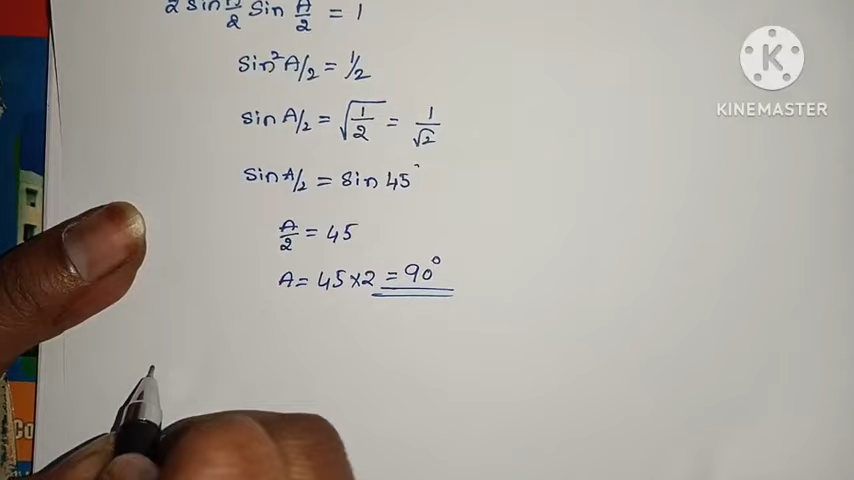 2 sin A/2 sin A/2 = 1
sin²A/2 = 1/2
sin A/2 = √1/2 = 1/√2
sin A/2 = sin 45°
A/2 = 45
A = 45×2 = 90°
K
KINEMASTER